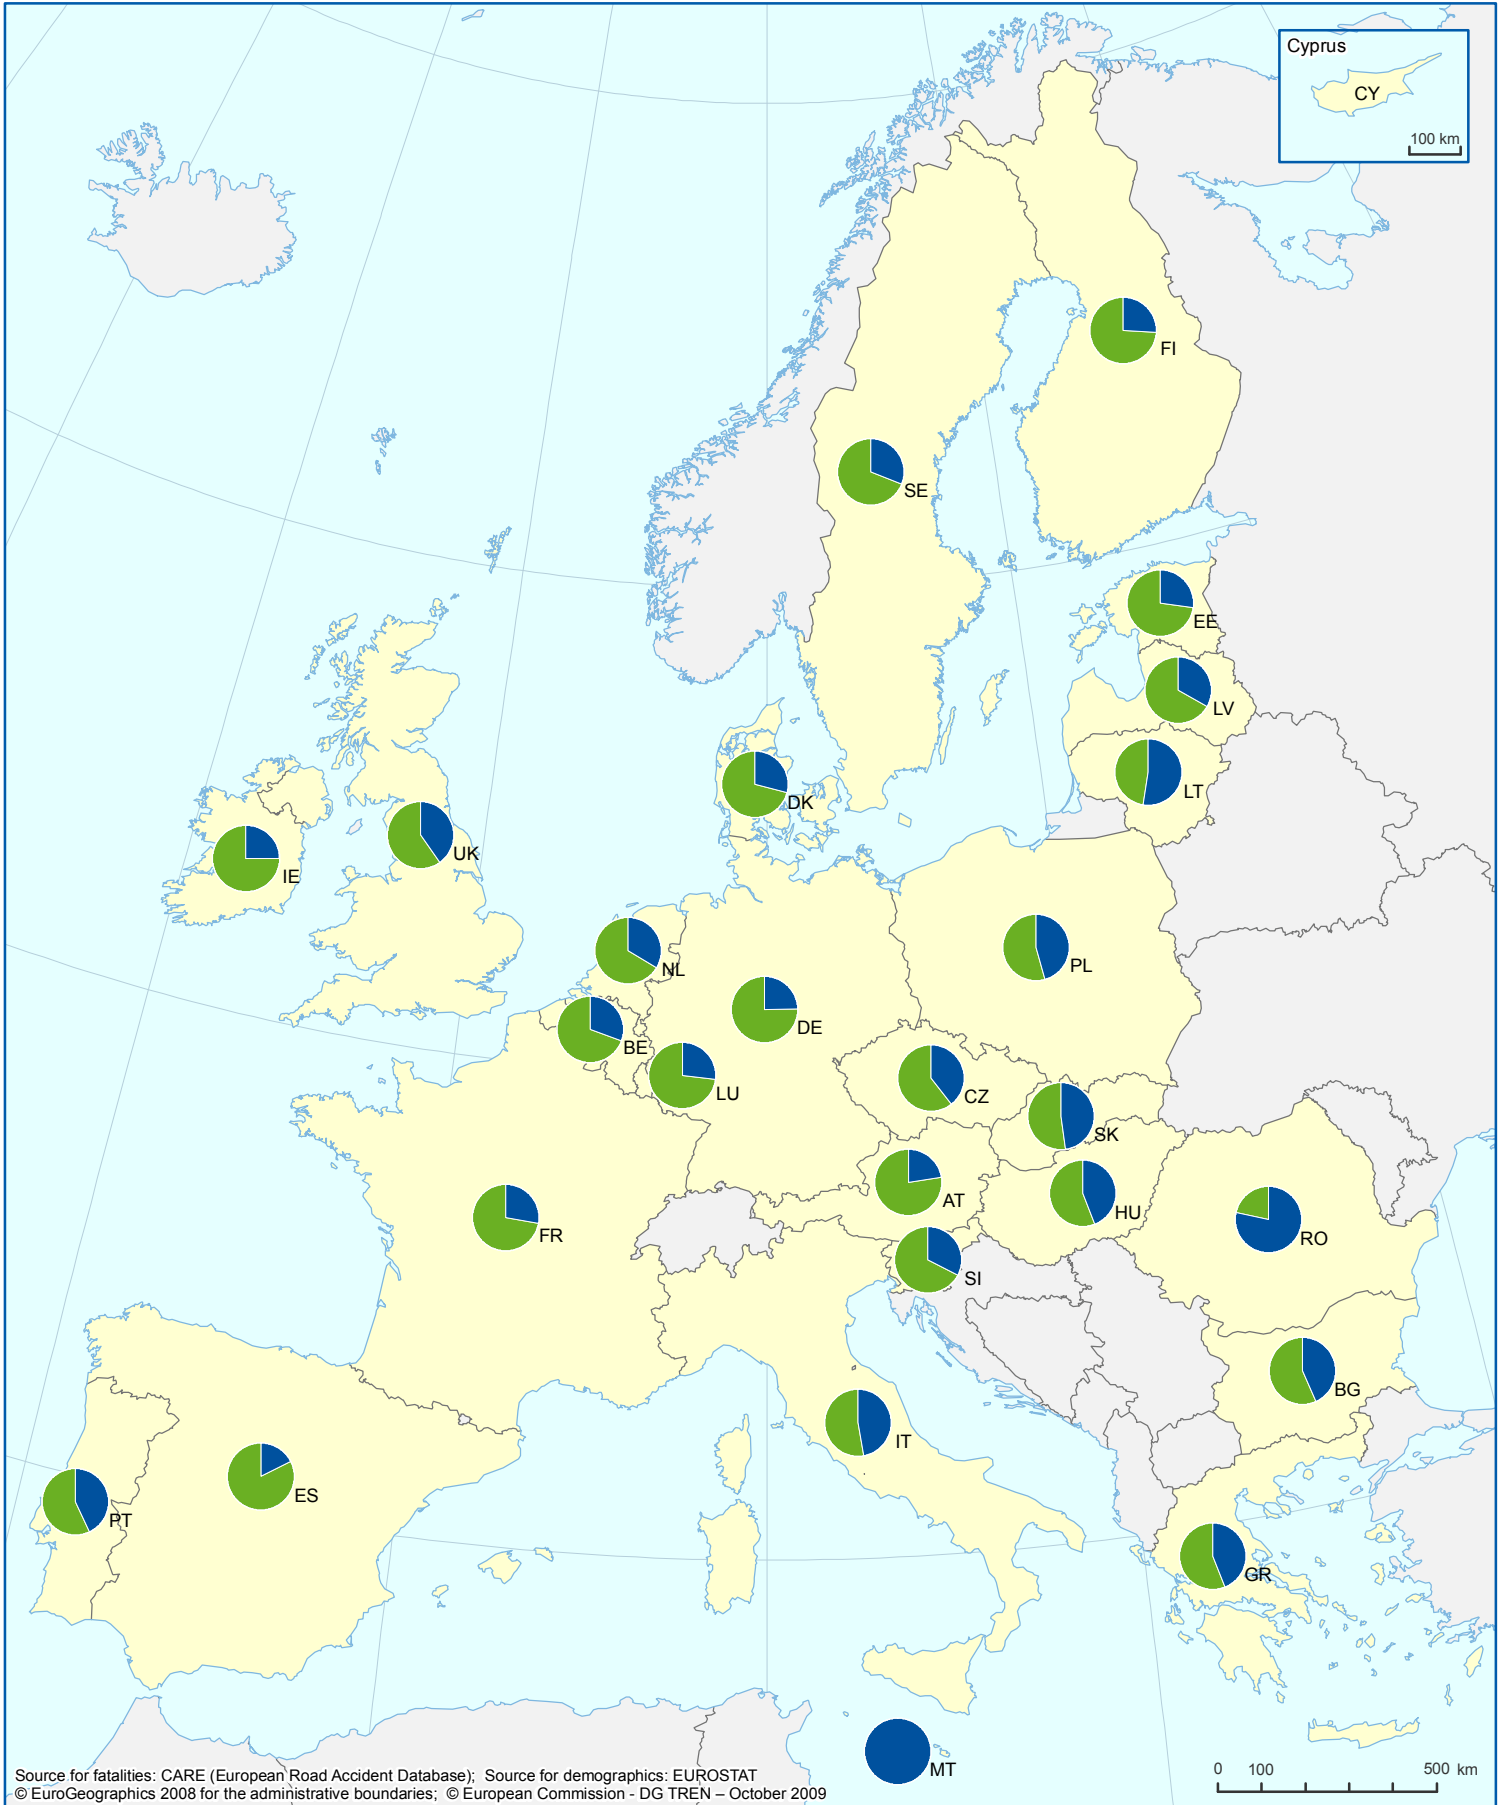 Cyprus
CY
100 km
FI
SE
EE
LV
LT
DK
UK
IE
NL
PL
DE
BE
LU
CZ
SK
AT
HU
FR
RO
SI
BG
IT
ES
PT
GR
MT
Source for fatalities: CARE (European Road Accident Database); Source for demographics: EUROSTAT
© EuroGeographics 2008 for the administrative boundaries; © European Commission - DG TREN – October 2009
0 100 500 km